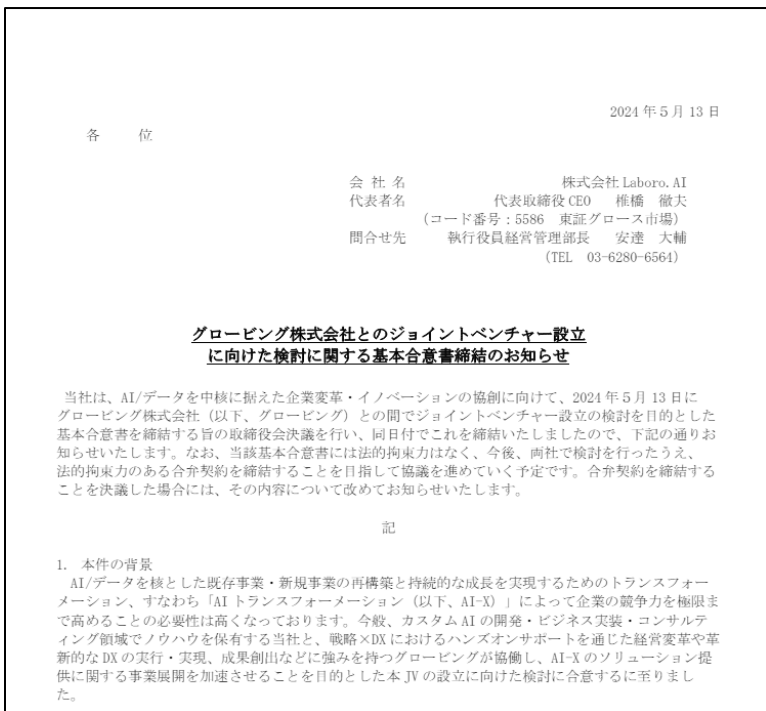 2024年5月13日
各 位
会 社 名 株式会社 Laboro.AI
代表者名 代表取締役 CEO 椎橋 徹夫
(コード番号:5586 東証グロース市場)
問合せ先 執行役員経営管理部長 安達 大輔
(TEL 03-6280-6564)
グロービング株式会社とのジョイントベンチャー設立
に向けた検討に関する基本合意書締結のお知らせ
当社は、AI/データを中核に据えた企業変革・イノベーションの協創に向けて、2024年5月13日に
グロービング株式会社(以下、グロービング)との間でジョイントベンチャー設立の検討を目的とした
基本合意書を締結する旨の取締役会決議を行い、同日付でこれを締結いたしましたので、下記の通りお
知らせいたします。なお、当該基本合意書には法的拘束力はなく、今後、両社で検討を行ったうえ、
法的拘束力のある合弁契約を締結することを目指して協議を進めていく予定です。合弁契約を締結する
ことを決議した場合には、その内容について改めてお知らせいたします。
記
1. 本件の背景
AI/データを核とした既存事業・新規事業の再構築と持続的な成長を実現するためのトランスフォー
メーション、すなわち「AI トランスフォーメーション(以下、AI-X)」によって企業の競争力を極限ま
で高めることの必要性は高くなっております。今般、カスタム AI の開発・ビジネス実装・コンサルテ
ィング領域でノウハウを保有する当社と、戦略×DX におけるハンズオンサポートを通じた経営変革や革
新的な DX の実行・実現、成果創出などに強みを持つグロービングが協働し、AI-X のソリューション提
供に関する事業展開を加速させることを目的とした本 JV の設立に向けた検討に合意するに至りまし
た。